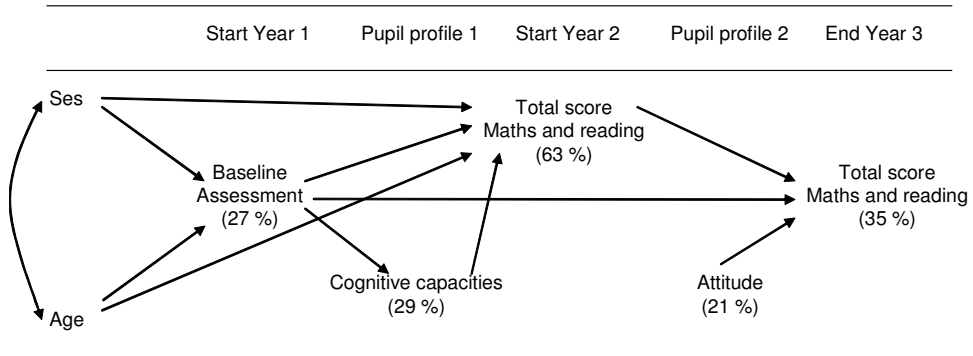 Start Year 1 Pupil profile 1 Start Year 2 Pupil profile 2 End Year 3
Ses
Total score
Maths and reading
(63 %)
Baseline
Assessment
(27 %)
Total score
Maths and reading
(35 %)
Cognitive capacities
(29 %)
Attitude
(21 %)
Age